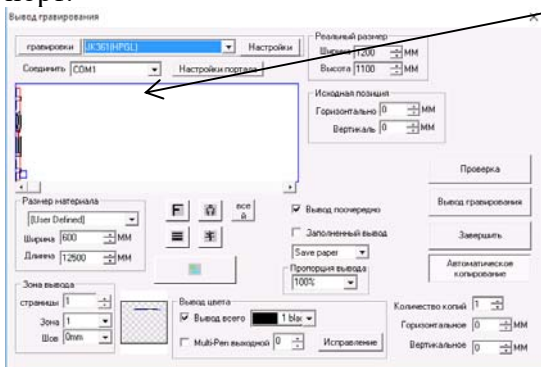 Вывод гравирования
гравировки JK361(HPGL) Настройки
Соединить COM1 Настройки портала
Реальный размер
Ширина 1200 ММ
Высота 1100 ММ
Исходная позиция
Горизонтально 0 ММ
Вертикаль 0 ММ
Проверка
Вывод гравирования
Завершить
Автоматическое
копирование
Размер материала
(User Defined)
Ширина 600 ММ
Длинна 12500 ММ
все
й
Вывод поочередно
Заполненный вывод
Save paper
Пропорция вывода
100%
Зона вывода
страницы 1
Зона 1
Шов 0mm
Вывод цвета
Вывод всего 1 blac
Multi-Pen выходной 0 Исправление
Количество копий 1
Горизонтальное 0 ММ
Вертикальное 0 ММ